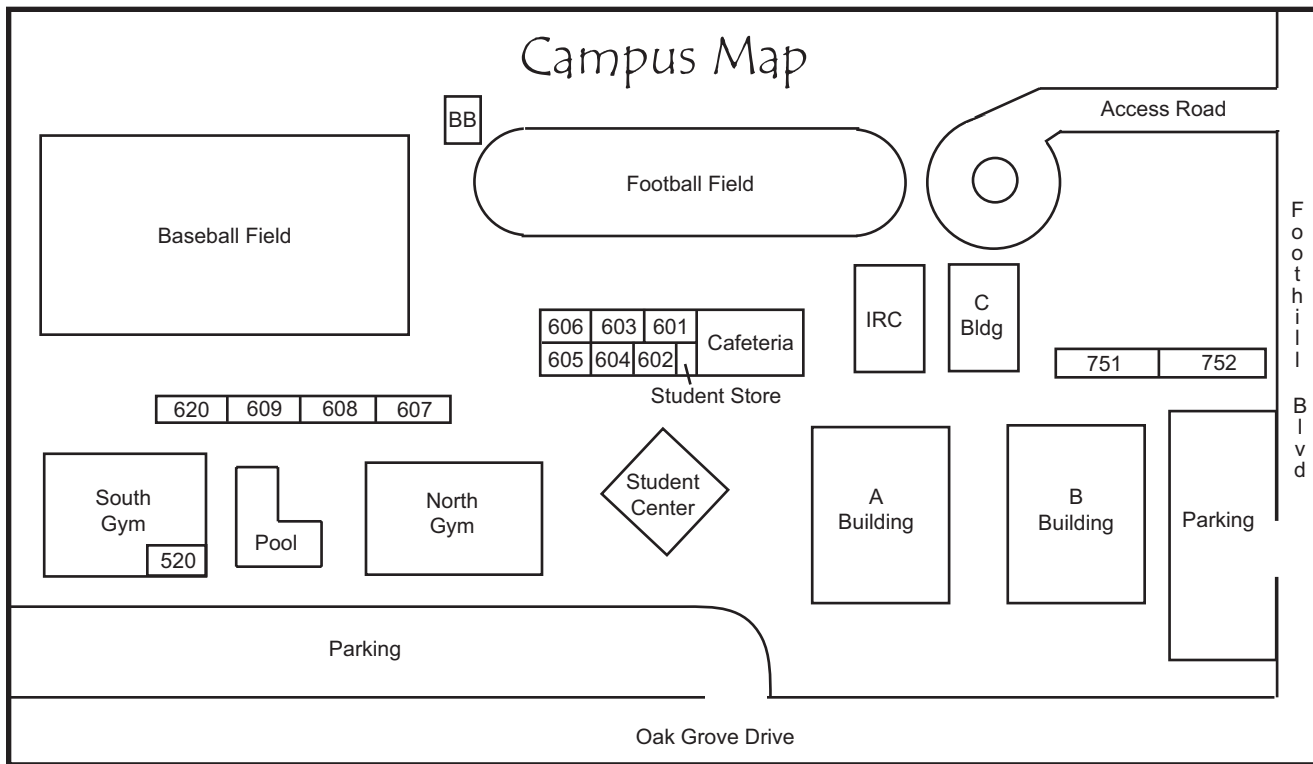 Campus Map
BB
Access Road
Football Field
Baseball Field
Foothill Blvd
IRC
C
Bldg
606
603
601
Cafeteria
605
604
602
Student Store
751
752
620
609
608
607
South
Gym
520
Pool
North
Gym
Student
Center
A
Building
B
Building
Parking
Parking
Oak Grove Drive